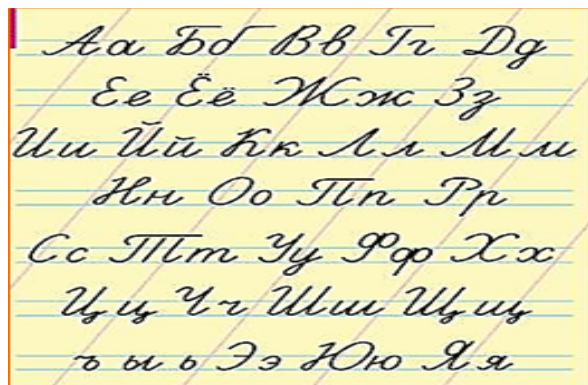 Аа Бб Вв Гг Дд
Ее Ёё Жж Зз
Ии Йй Кк Лл Мм
Нн Оо Пп Рр
Сс Тт Уу Фф Хх
Цц Чч Шш Щщ
ъ ы ь Ээ Юю Яя